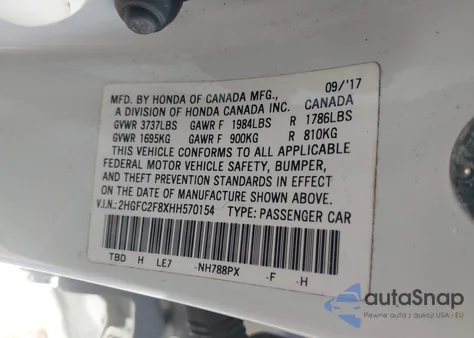 09/'17
MFD. BY HONDA OF CANADA MFG.,
A DIVISION OF HONDA CANADA INC. CANADA
GVWR 3737LBS GAWR F 1984LBS R 1786LBS
GVWR 1695KG GAWR F 900KG R 810KG
THIS VEHICLE CONFORMS TO ALL APPLICABLE
FEDERAL MOTOR VEHICLE SAFETY, BUMPER,
AND THEFT PREVENTION STANDARDS IN EFFECT
ON THE DATE OF MANUFACTURE SHOWN ABOVE.
V.I.N.: 2HGFC2F8XHH570154 TYPE: PASSENGER CAR
TBD H LE7 -NH788PX -F -H
autoSnap
Pewne auta z aukcji USA i EU